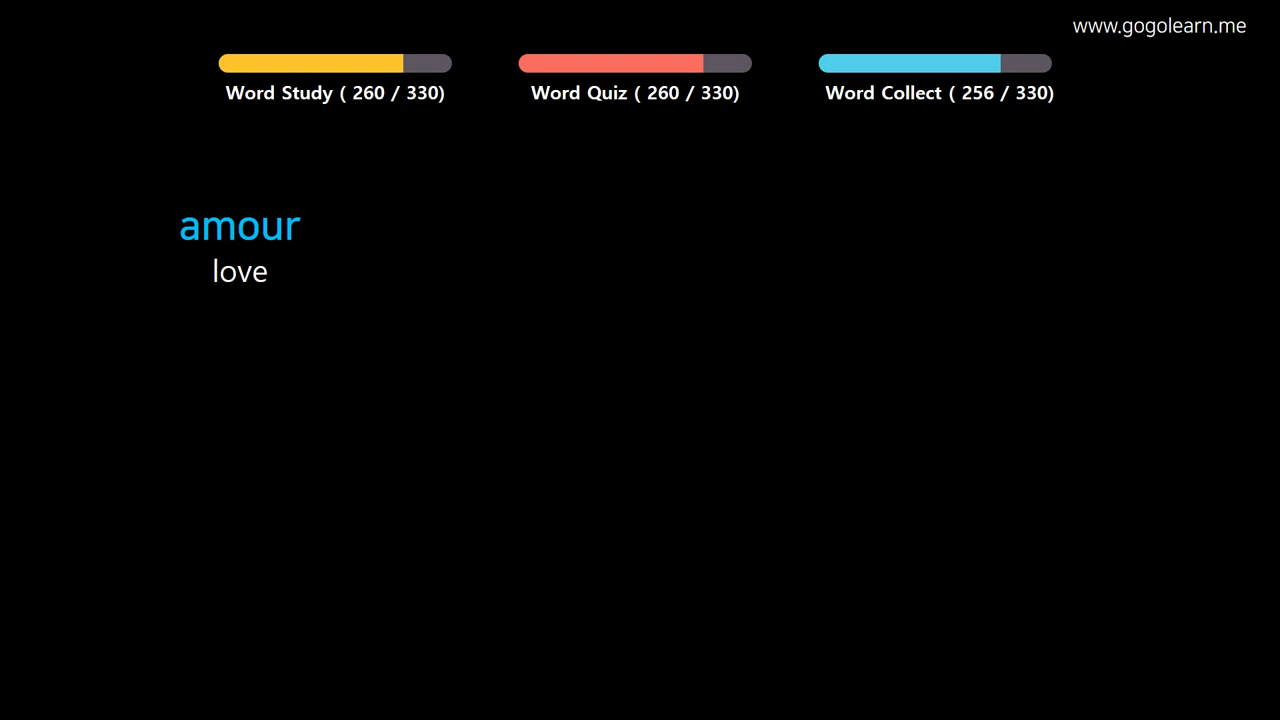 www.gogolearn.me
Word Study ( 260 / 330)
Word Quiz ( 260 / 330)
Word Collect ( 256 / 330)
amour
love